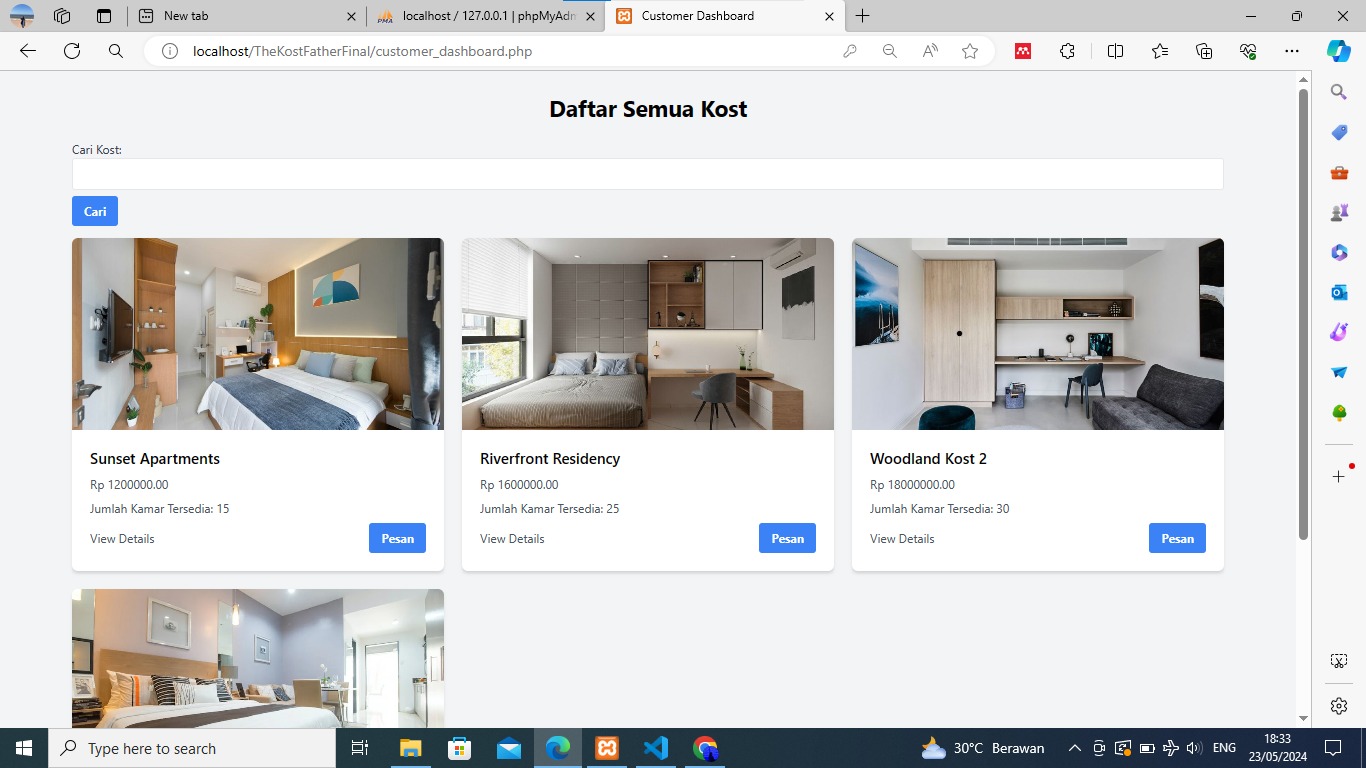 New tab
localhost / 127.0.0.1 | phpMyAdm
Customer Dashboard
localhost/TheKostFatherFinal/customer_dashboard.php
Daftar Semua Kost
Cari Kost:
Cari
Sunset Apartments
Rp 1200000.00
Jumlah Kamar Tersedia: 15
View Details
Pesan
Riverfront Residency
Rp 1600000.00
Jumlah Kamar Tersedia: 25
View Details
Pesan
Woodland Kost 2
Rp 18000000.00
Jumlah Kamar Tersedia: 30
View Details
Pesan
Type here to search
30°C Berawan
ENG
18:33
23/05/2024